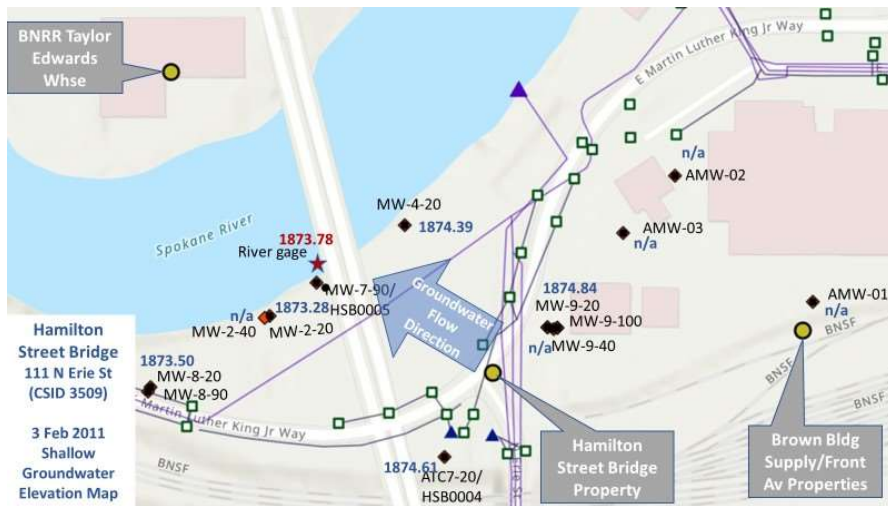 BNRR Taylor
Edwards
Whse
E Martin Luther King Jr Way
n/a
AMW-02
MW-4-20
1874.39
AMW-03
n/a
Spokane River
1873.78
River gage
MW-7-90/
HSB0005
Groundwater
Flow
Direction
n/a
1873.28
MW-2-40
MW-2-20
1874.84
MW-9-20
MW-9-100
n/a
MW-9-40
AMW-01
n/a
BNSF
BNSF
BNSF
1873.50
MW-8-20
MW-8-90
Martin Luther King Jr Way
BNSF
1874.61
ATC7-20/
HSB0004
Hamilton
Street Bridge
Property
Brown Bldg
Supply/Front
Av Properties
Hamilton
Street Bridge
111 N Erie St
(CSID 3509)
3 Feb 2011
Shallow
Groundwater
Elevation Map